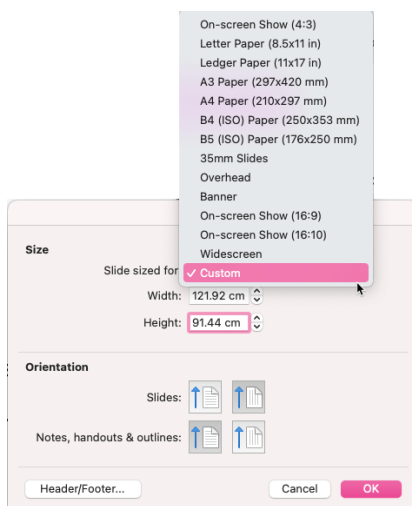 On-screen Show (4:3)
Letter Paper (8.5x11 in)
Ledger Paper (11x17 in)
A3 Paper (297x420 mm)
A4 Paper (210x297 mm)
B4 (ISO) Paper (250x353 mm)
B5 (ISO) Paper (176x250 mm)
35mm Slides
Overhead
Banner
On-screen Show (16:9)
On-screen Show (16:10)
Widescreen
✓ Custom
Size
Slide sized for
Width: 121.92 cm
Height: 91.44 cm
Orientation
Slides:
Notes, handouts & outlines:
Header/Footer... Cancel OK